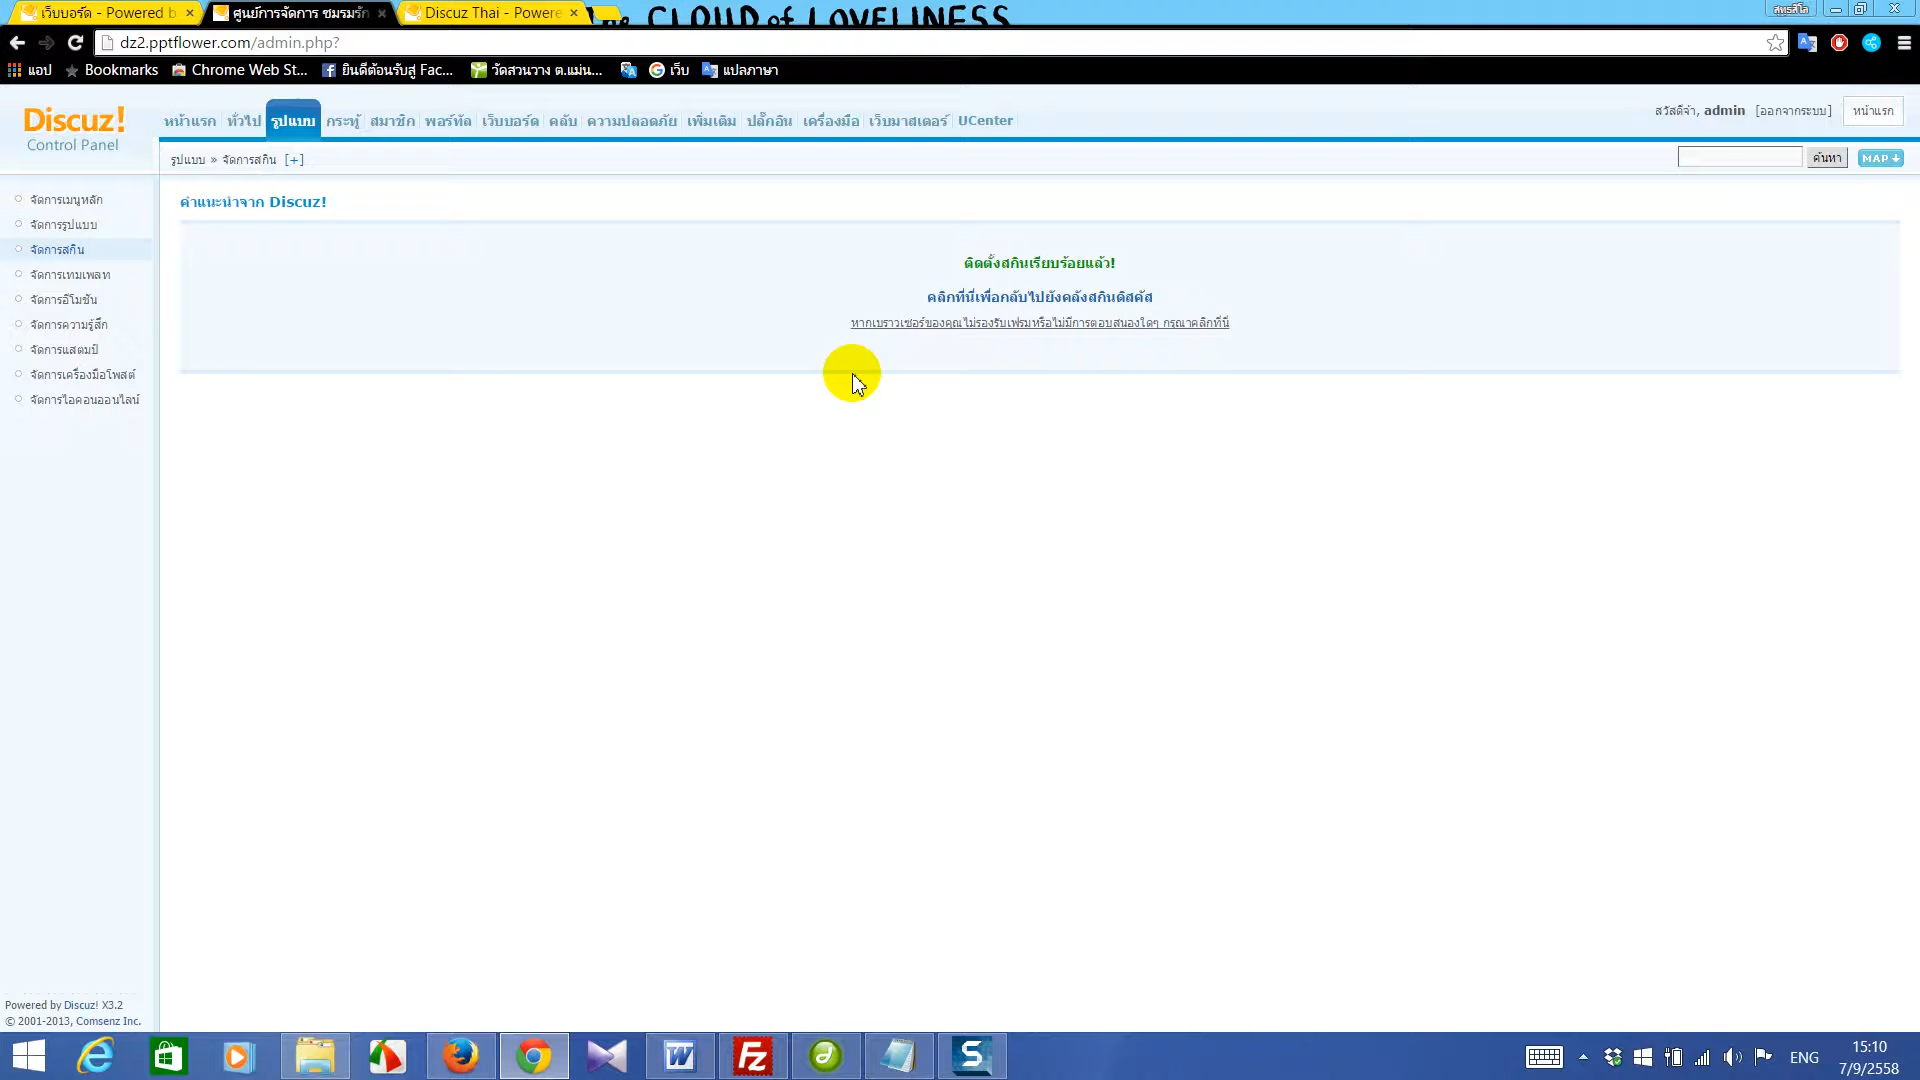 เว็บบอร์ด - Powered b
ศูนย์การจัดการ ชมรมรัก
Discuz Thai - Powere
The CLOUD of LOVELINESS
dz2.pptflower.com/admin.php?
แอป
Bookmarks
Chrome Web St...
ยินดีต้อนรับสู่ Fac...
วัดสวนวาง ต.แม่น...
เว็บ
แปลภาษา
Discuz!
Control Panel
หน้าแรก ทั่วไป รูปแบบ กระทู้ สมาชิก พอร์ทัล เว็บบอร์ด คลับ ความปลอดภัย เพิ่มเติม ปลั๊กอิน เครื่องมือ เว็บมาสเตอร์ UCenter
สวัสดีจ้า, admin [ออกจากระบบ] หน้าแรก
รูปแบบ » จัดการสกิน [+]
ค้นหา
MAP
จัดการเมนูหลัก
จัดการรูปแบบ
จัดการสกิน
จัดการเทมเพลท
จัดการอีโมชั่น
จัดการความรู้สึก
จัดการแสตมป์
จัดการเครื่องมือโพสต์
จัดการไอคอนออนไลน์
คำแนะนำจาก Discuz!
ติดตั้งสกินเรียบร้อยแล้ว!
คลิกที่นี่เพื่อกลับไปยังคลังสกินดิสคัส
หากเบราวเซอร์ของคุณไม่รองรับเฟรมหรือไม่มีการตอบสนองใดๆ กรุณาคลิกที่นี่
Powered by Discuz! X3.2
© 2001-2013, Comsenz Inc.
ENG
15:10
7/9/2558